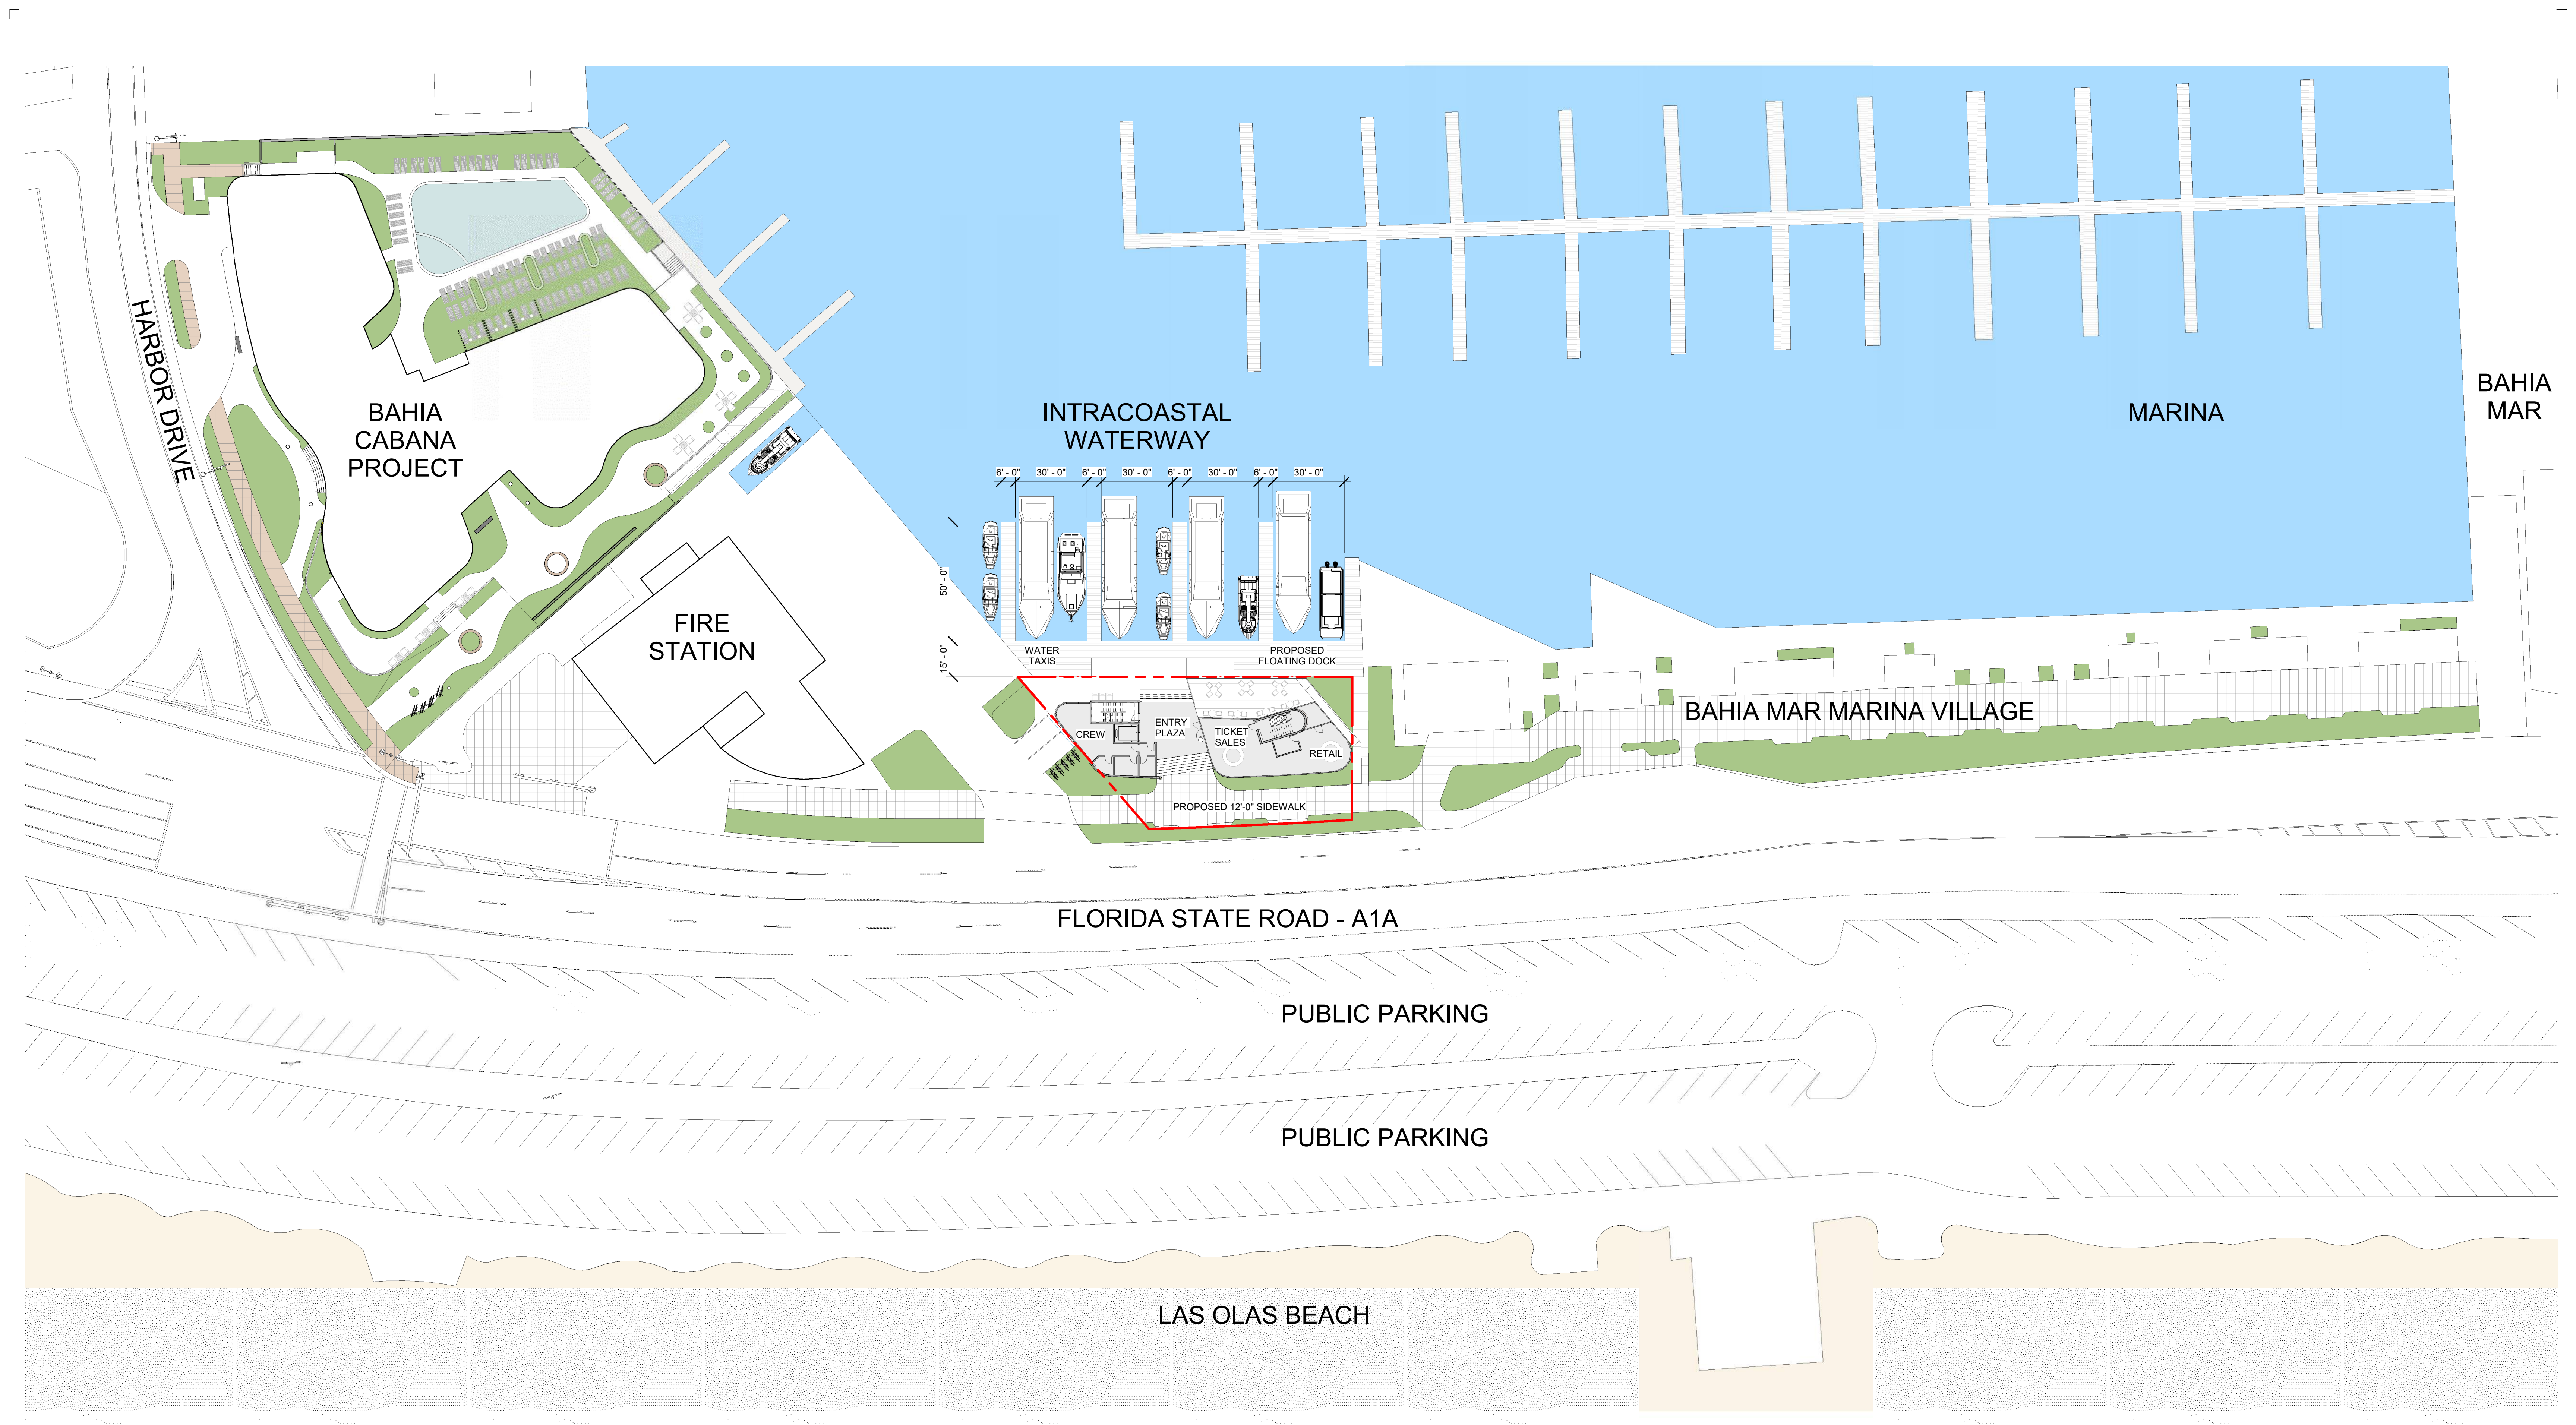 HARBOR DRIVE
BAHIA
CABANA
PROJECT
INTRACOASTAL
WATERWAY
MARINA
BAHIA
MAR
6' - 0" 30' - 0" 6' - 0" 30' - 0" 6' - 0" 30' - 0" 6' - 0" 30' - 0"
50' - 0"
15' - 0"
FIRE
STATION
WATER
TAXIS
PROPOSED
FLOATING DOCK
CREW
ENTRY
PLAZA
TICKET
SALES
RETAIL
PROPOSED 12'-0" SIDEWALK
BAHIA MAR MARINA VILLAGE
FLORIDA STATE ROAD - A1A
PUBLIC PARKING
PUBLIC PARKING
LAS OLAS BEACH